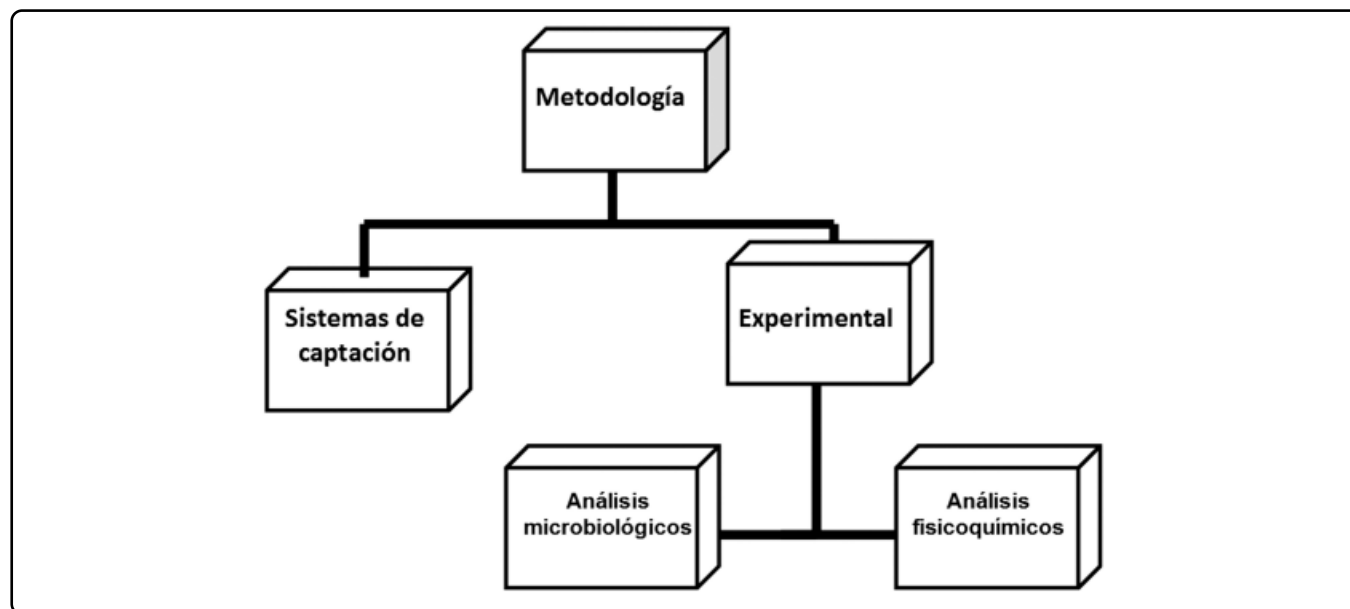 Metodología
Sistemas de
captación
Experimental
Análisis
microbiológicos
Análisis
fisicoquímicos